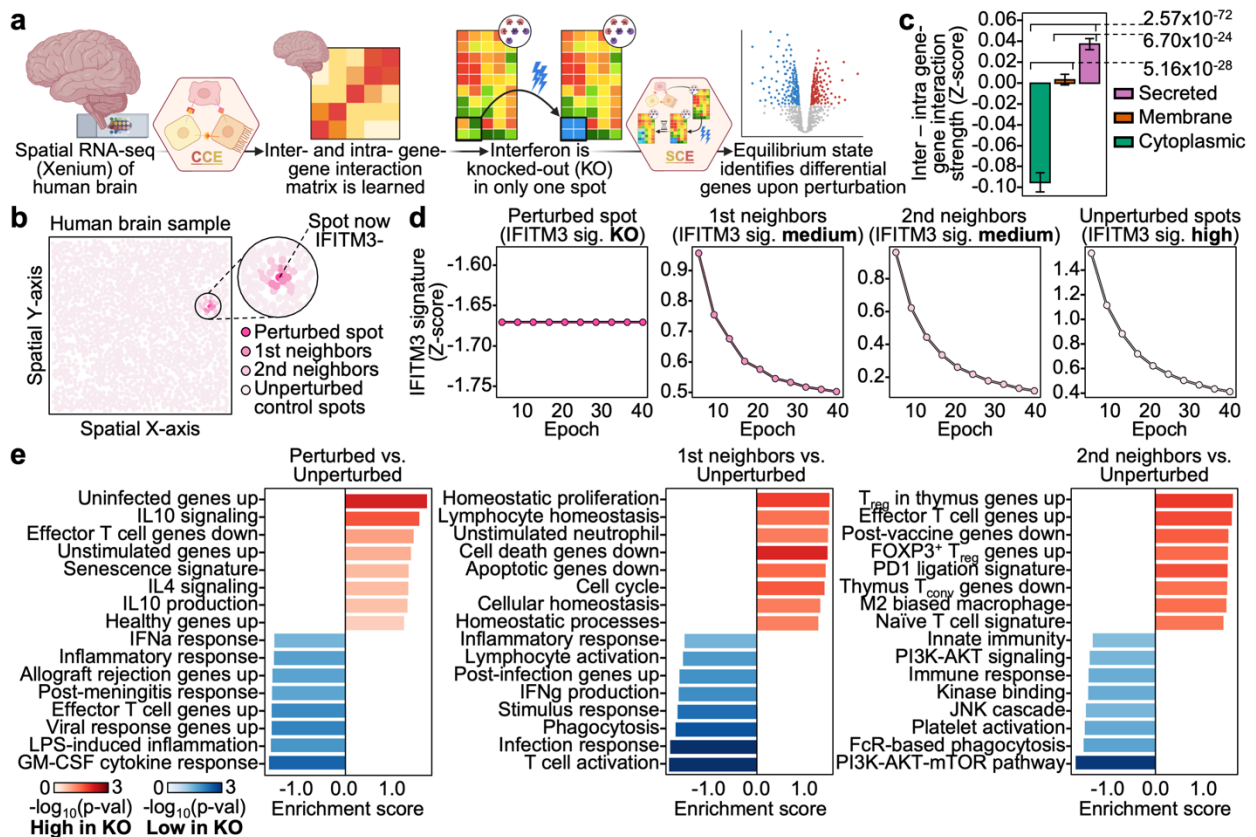 a
Spatial RNA-seq
(Xenium) of
human brain
CCE
Inter- and intra- gene-
gene interaction
matrix is learned
Interferon is
knocked-out (KO)
in only one spot
SCE
Equilibrium state
identifies differential
genes upon perturbation
c
Inter – intra gene-
gene interaction
strength (Z-score)
0.06
0.04
0.02
0.00
-0.02
-0.04
-0.06
-0.08
-0.10
2.57x10-72
6.70x10-24
5.16x10-28
Secreted
Membrane
Cytoplasmic
b
Human brain sample
Spot now
IFITM3-
Spatial Y-axis
Spatial X-axis
Perturbed spot
1st neighbors
2nd neighbors
Unperturbed
control spots
d
IFITM3 signature
(Z-score)
Perturbed spot
(IFITM3 sig. KO)
-1.60
-1.65
-1.70
-1.75
10 20 30 40
Epoch
1st neighbors
(IFITM3 sig. medium)
0.9
0.8
0.7
0.6
0.5
10 20 30 40
Epoch
2nd neighbors
(IFITM3 sig. medium)
0.8
0.6
0.4
0.2
10 20 30 40
Epoch
Unperturbed spots
(IFITM3 sig. high)
1.4
1.2
1.0
0.8
0.6
0.4
10 20 30 40
Epoch
e
Perturbed vs.
Unperturbed
Uninfected genes up
IL10 signaling
Effector T cell genes down
Unstimulated genes up
Senescence signature
IL4 signaling
IL10 production
Healthy genes up
IFNa response
Inflammatory response
Allograft rejection genes up
Post-meningitis response
Effector T cell genes up
Viral response genes up
LPS-induced inflammation
GM-CSF cytokine response
-1.0 0.0 1.0
Enrichment score
0 3
-log10(p-val)
High in KO
0 3
-log10(p-val)
Low in KO
1st neighbors vs.
Unperturbed
Homeostatic proliferation
Lymphocyte homeostasis
Unstimulated neutrophil
Cell death genes down
Apoptotic genes down
Cell cycle
Cellular homeostasis
Homeostatic processes
Inflammatory response
Lymphocyte activation
Post-infection genes up
IFNg production
Stimulus response
Phagocytosis
Infection response
T cell activation
-1.0 0.0 1.0
Enrichment score
2nd neighbors vs.
Unperturbed
Treg in thymus genes up
Effector T cell genes up
Post-vaccine genes down
FOXP3+ Treg genes up
PD1 ligation signature
Thymus Tconv genes down
M2 biased macrophage
Naïve T cell signature
Innate immunity
PI3K-AKT signaling
Immune response
Kinase binding
JNK cascade
Platelet activation
FcR-based phagocytosis
PI3K-AKT-mTOR pathway
-1.0 0.0 1.0
Enrichment score